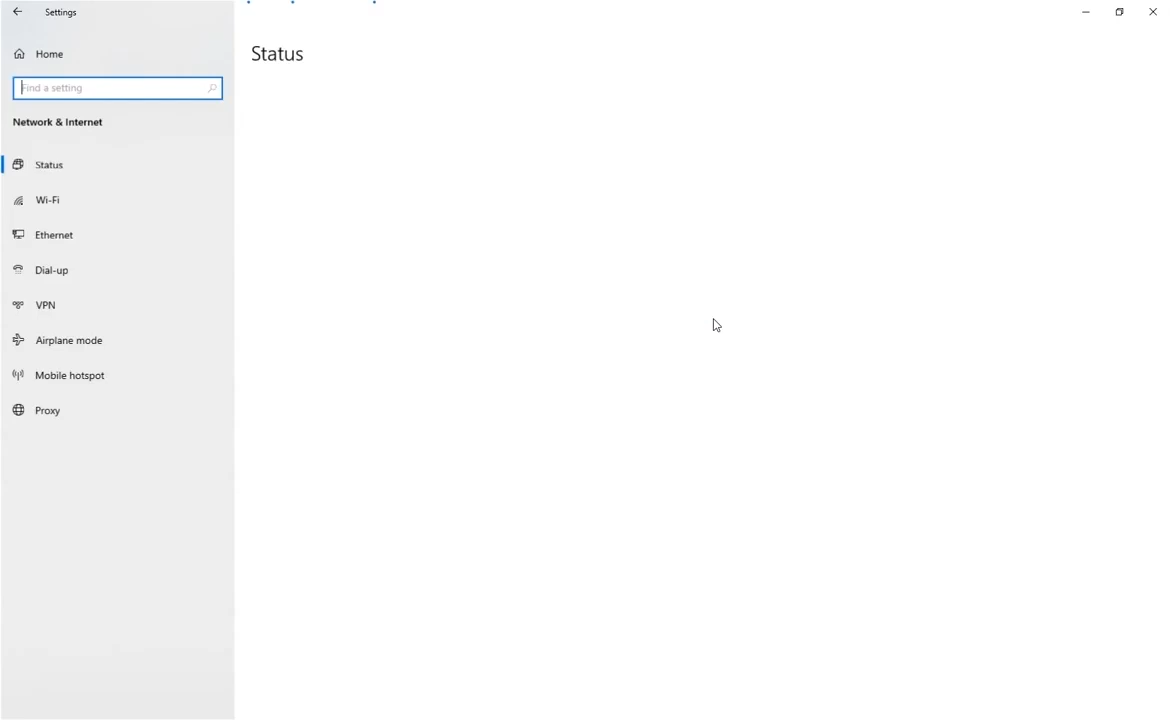 Settings
Home
Find a setting
Network & Internet
Status
Wi-Fi
Ethernet
Dial-up
VPN
Airplane mode
Mobile hotspot
Proxy
Status